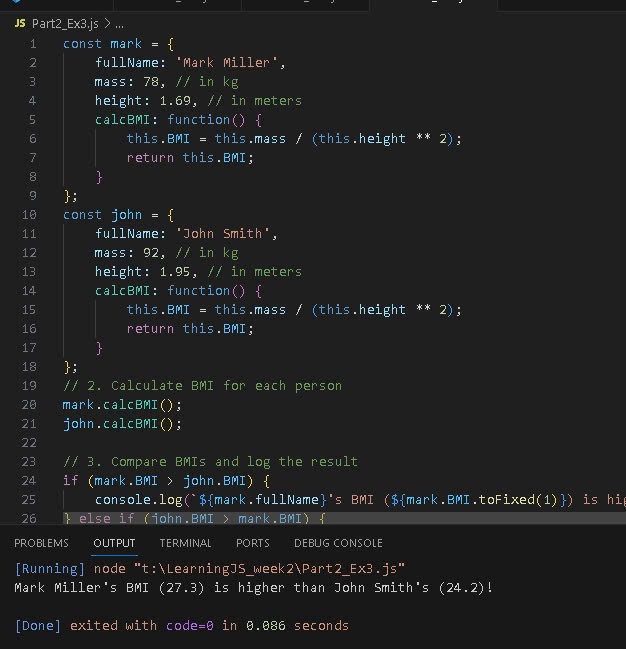 JS Part2_Ex3.js > ...
1 const mark = {
2 fullName: 'Mark Miller',
3 mass: 78, // in kg
4 height: 1.69, // in meters
5 calcBMI: function() {
6 this.BMI = this.mass / (this.height ** 2);
7 return this.BMI;
8 }
9 };
10 const john = {
11 fullName: 'John Smith',
12 mass: 92, // in kg
13 height: 1.95, // in meters
14 calcBMI: function() {
15 this.BMI = this.mass / (this.height ** 2);
16 return this.BMI;
17 }
18 };
19 // 2. Calculate BMI for each person
20 mark.calcBMI();
21 john.calcBMI();
22
23 // 3. Compare BMIs and log the result
24 if (mark.BMI > john.BMI) {
25 console.log(`${mark.fullName}'s BMI (${mark.BMI.toFixed(1)}) is hig
26 } else if (john.BMI > mark.BMI) {
PROBLEMS OUTPUT TERMINAL PORTS DEBUG CONSOLE
[Running] node "t:\LearningJS_week2\Part2_Ex3.js"
Mark Miller's BMI (27.3) is higher than John Smith's (24.2)!
[Done] exited with code=0 in 0.086 seconds